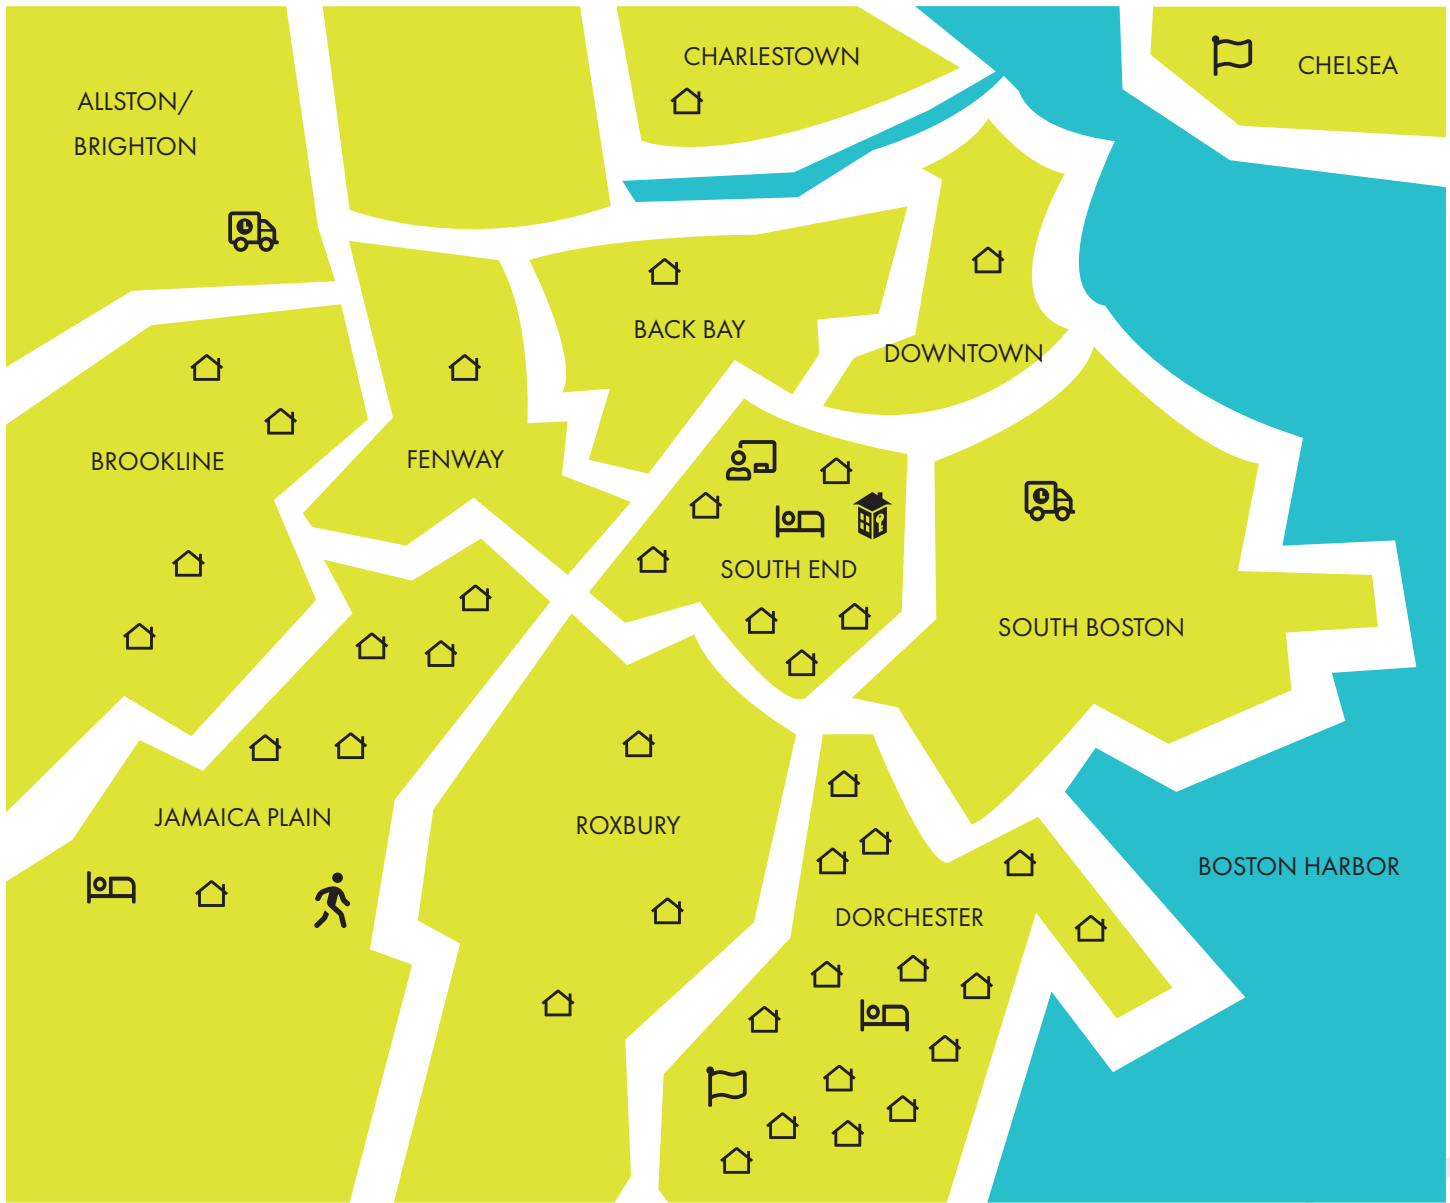 CHARLESTOWN
CHELSEA
ALLSTON/
BRIGHTON
BACK BAY
DOWNTOWN
BROOKLINE
FENWAY
SOUTH END
SOUTH BOSTON
JAMAICA PLAIN
ROXBURY
BOSTON HARBOR
DORCHESTER